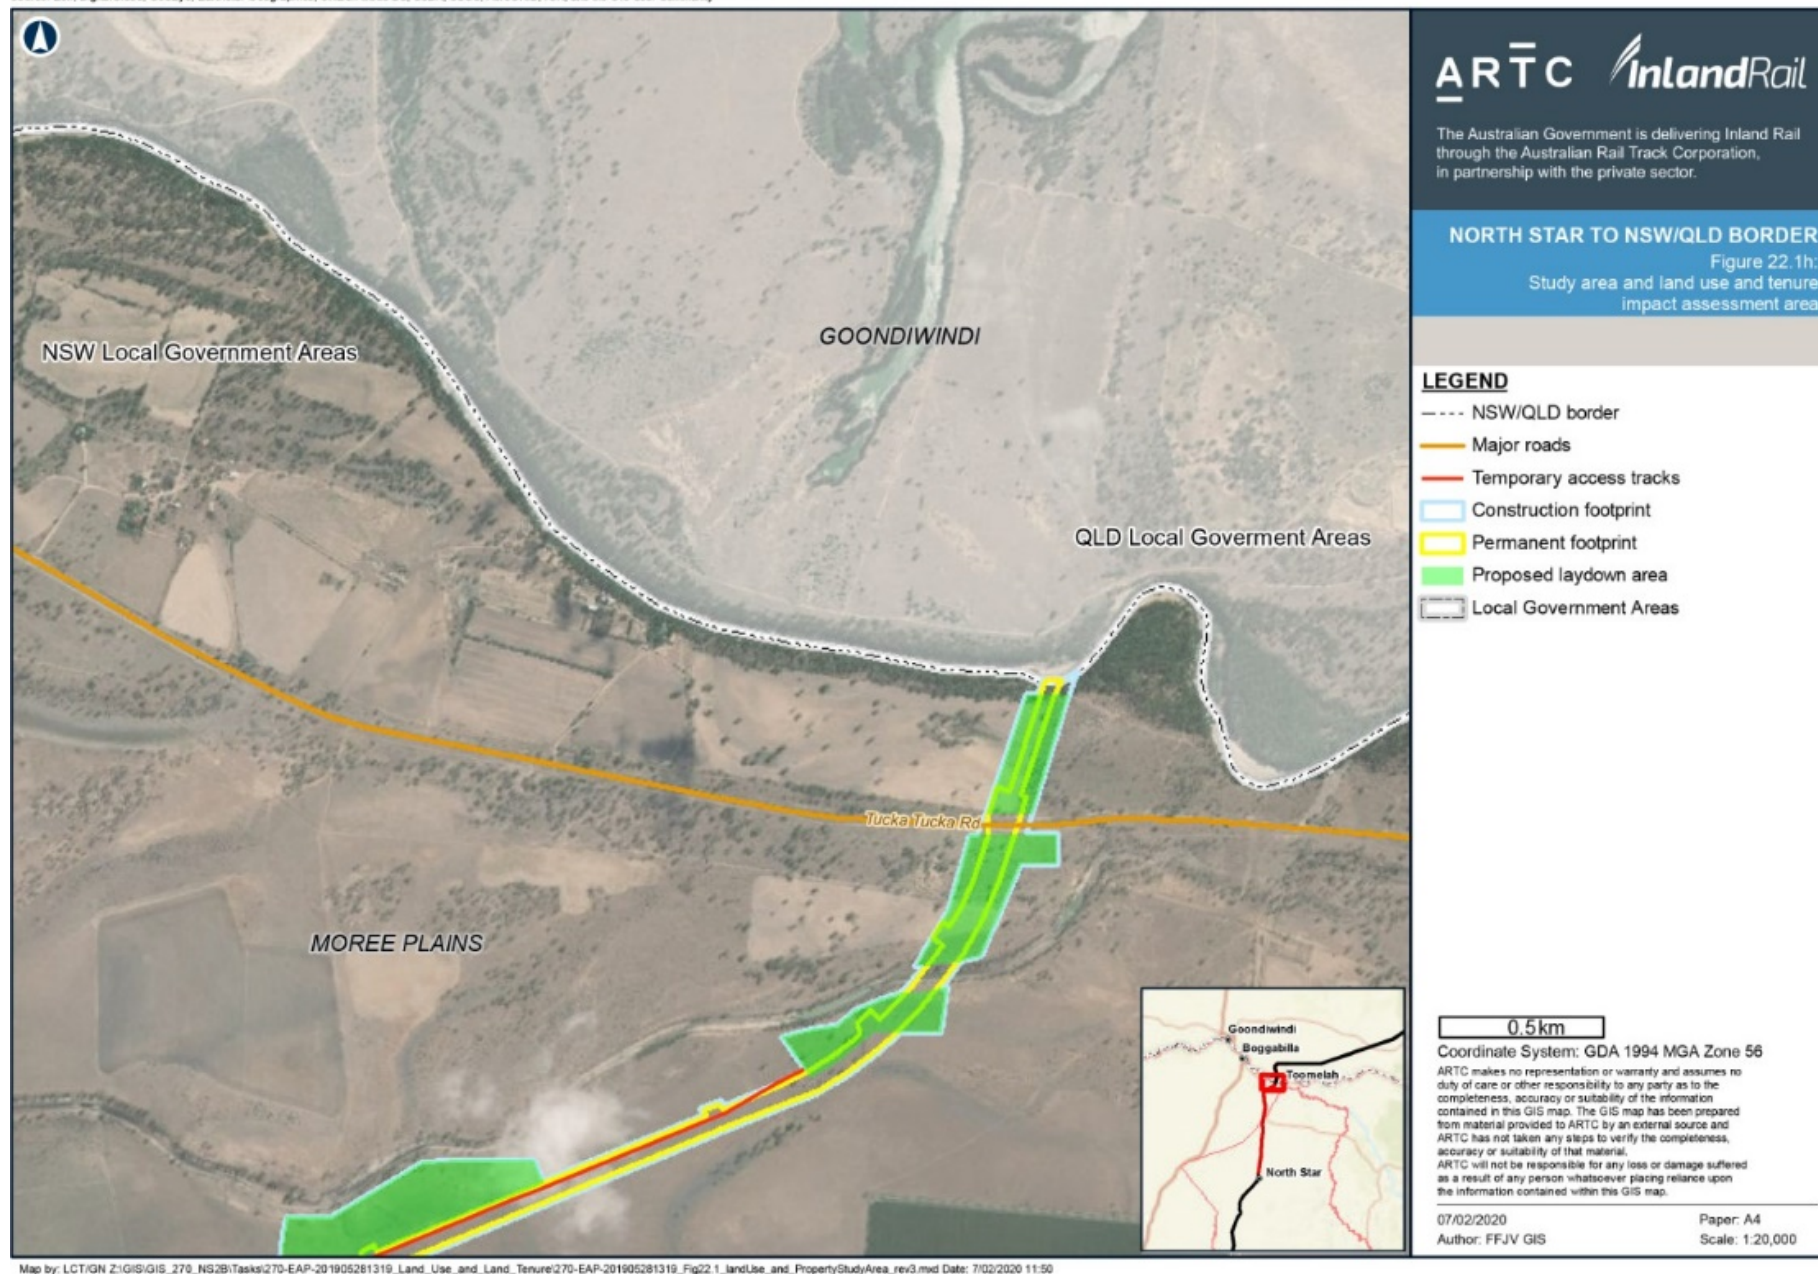 ARTC InlandRail
The Australian Government is delivering Inland Rail
through the Australian Rail Track Corporation,
in partnership with the private sector.
NORTH STAR TO NSW/QLD BORDER
Figure 22.1h:
Study area and land use and tenure
impact assessment area
LEGEND
NSW/QLD border
Major roads
Temporary access tracks
Construction footprint
Permanent footprint
Proposed laydown area
Local Government Areas
GOONDIWINDI
NSW Local Government Areas
QLD Local Goverment Areas
Tucka Tucka Rd
MOREE PLAINS
Goondiwindi
Boggabilla
Toomelah
North Star
0.5km
Coordinate System: GDA 1994 MGA Zone 56
ARTC makes no representation or warranty and assumes no
duty of care or other responsibility to any party as to the
completeness, accuracy or suitability of the information
contained in this GIS map. The GIS map has been prepared
from material provided to ARTC by an external source and
ARTC has not taken any steps to verify the completeness,
accuracy or suitability of that material.
ARTC will not be responsible for any loss or damage suffered
as a result of any person whatsoever placing reliance upon
the information contained within this GIS map.
07/02/2020 Paper: A4
Author: FFJV GIS Scale: 1:20,000
Map by: LCT/GN Z:\GIS\GIS_270_NS2B\Tasks\270-EAP-201905281319_Land_Use_and_Land_Tenure\270-EAP-201905281319_Fig22.1_landUse_and_PropertyStudyArea_rev3.mxd Date: 7/02/2020 11:50